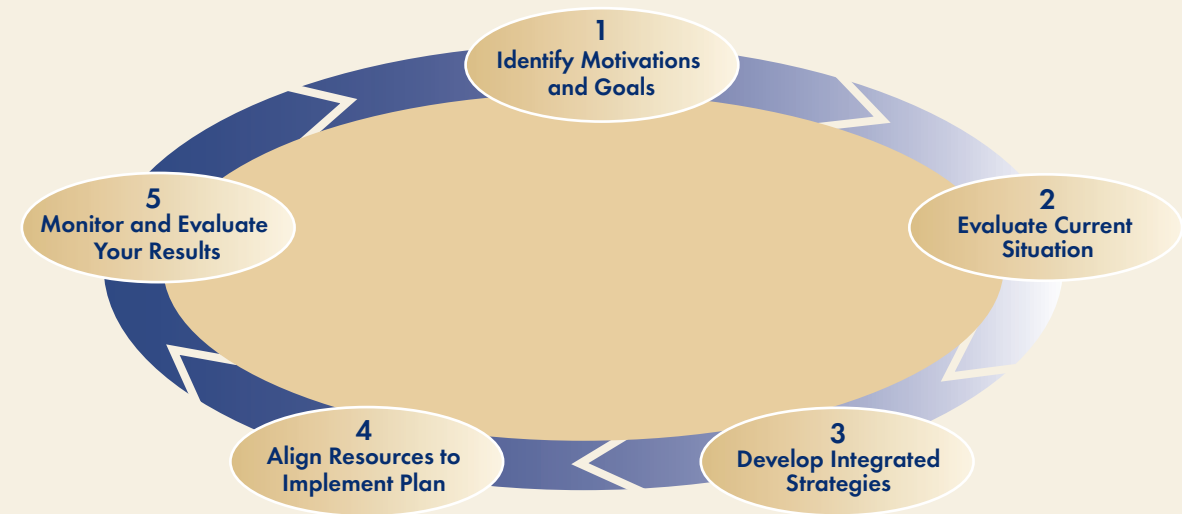 1
Identify Motivations
and Goals
2
Evaluate Current
Situation
3
Develop Integrated
Strategies
4
Align Resources to
Implement Plan
5
Monitor and Evaluate
Your Results